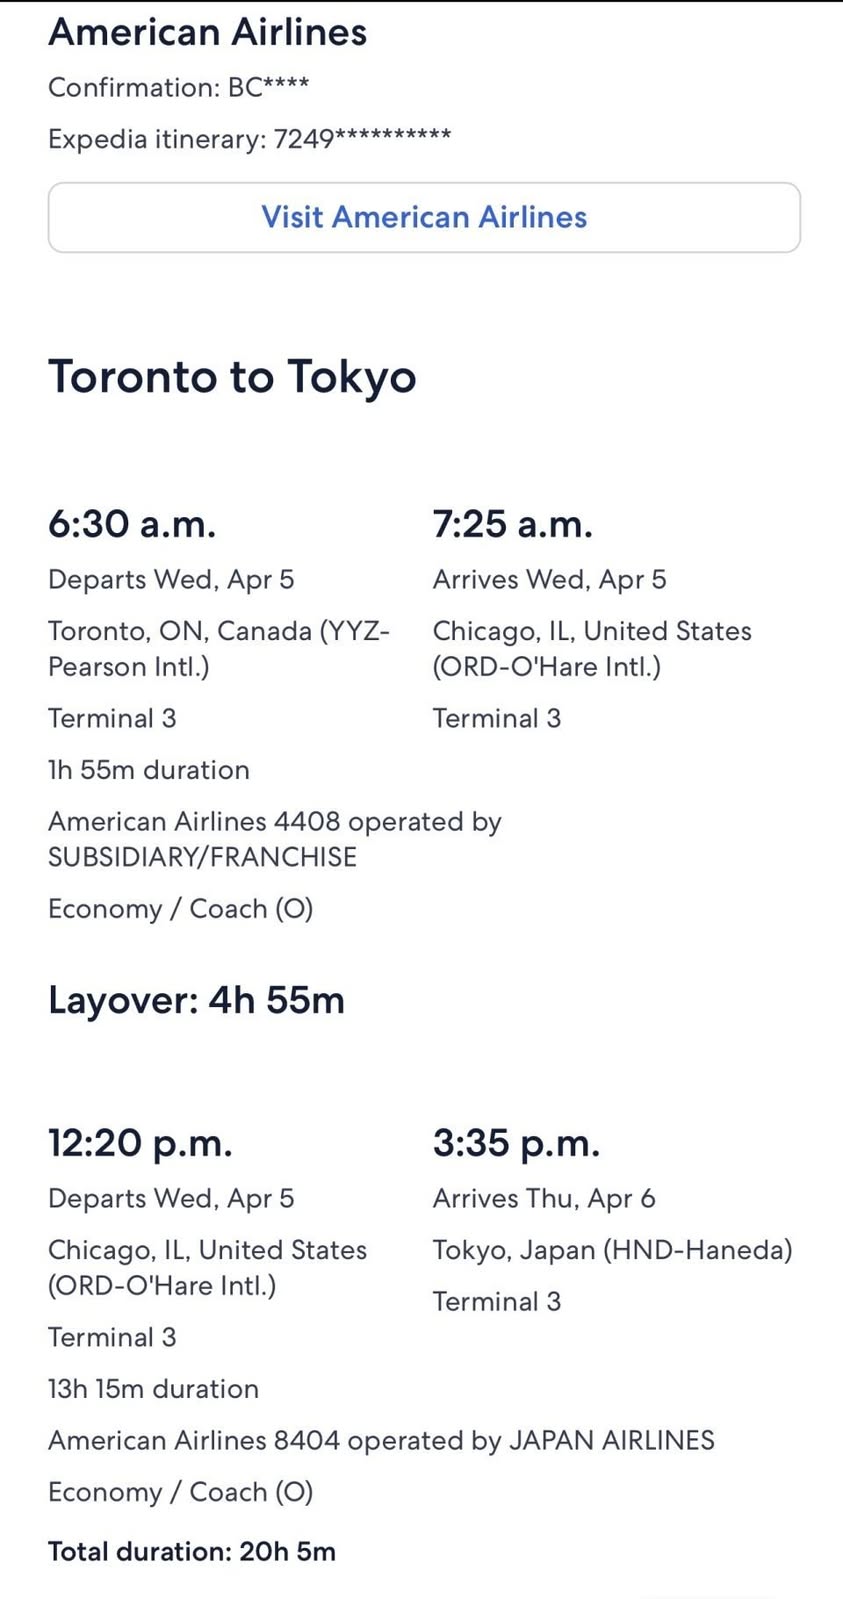 American Airlines
Confirmation: BC****
Expedia itinerary: 7249**********
Visit American Airlines
Toronto to Tokyo
6:30 a.m.
Departs Wed, Apr 5
Toronto, ON, Canada (YYZ-
Pearson Intl.)
Terminal 3
1h 55m duration
7:25 a.m.
Arrives Wed, Apr 5
Chicago, IL, United States
(ORD-O'Hare Intl.)
Terminal 3
American Airlines 4408 operated by
SUBSIDIARY/FRANCHISE
Economy / Coach (O)
Layover: 4h 55m
12:20 p.m.
Departs Wed, Apr 5
Chicago, IL, United States
(ORD-O'Hare Intl.)
Terminal 3
13h 15m duration
3:35 p.m.
Arrives Thu, Apr 6
Tokyo, Japan (HND-Haneda)
Terminal 3
American Airlines 8404 operated by JAPAN AIRLINES
Economy / Coach (O)
Total duration: 20h 5m